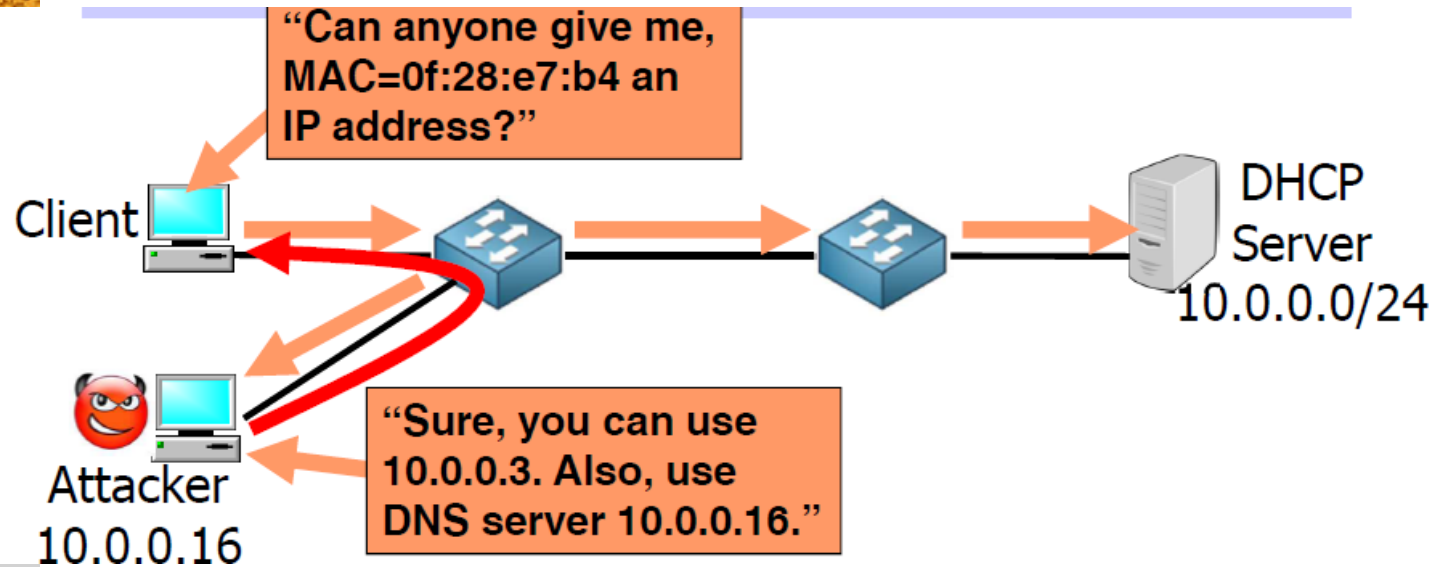 “Can anyone give me,
MAC=0f:28:e7:b4 an
IP address?”
Client
DHCP
Server
10.0.0.0/24
Attacker
10.0.0.16
“Sure, you can use
10.0.0.3. Also, use
DNS server 10.0.0.16.”